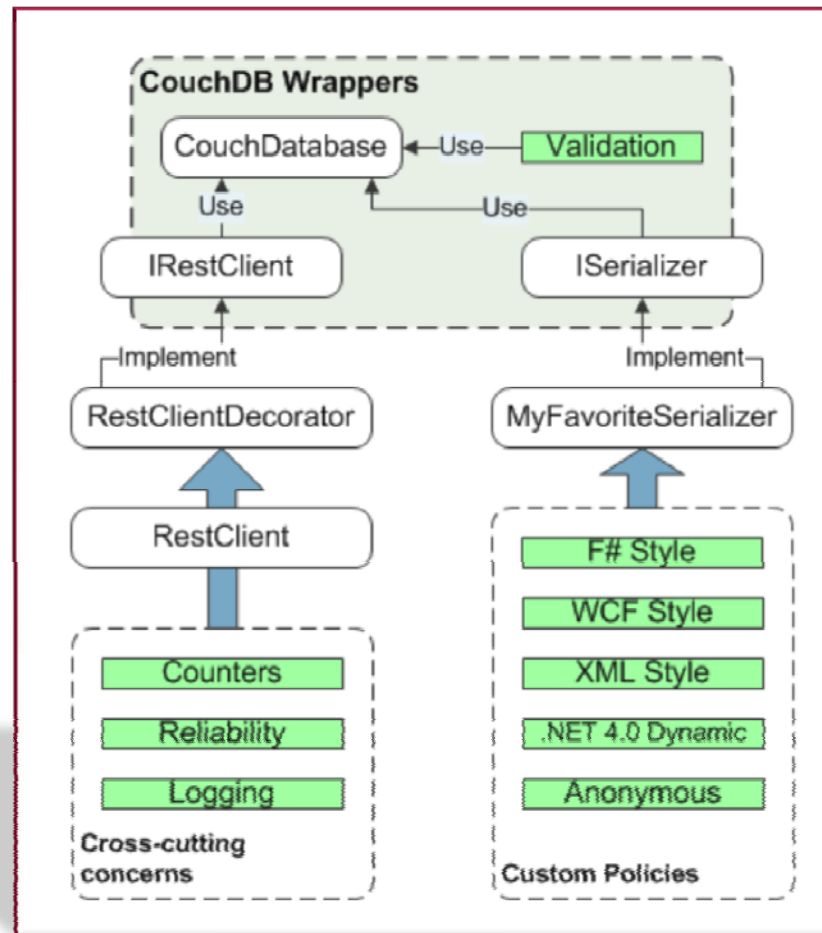 CouchDB Wrappers
CouchDatabase
Use
Validation
Use
Use
IRestClient
ISerializer
Implement
Implement
RestClientDecorator
MyFavoriteSerializer
RestClient
F# Style
WCF Style
XML Style
.NET 4.0 Dynamic
Anonymous
Custom Policies
Counters
Reliability
Logging
Cross-cutting
concerns